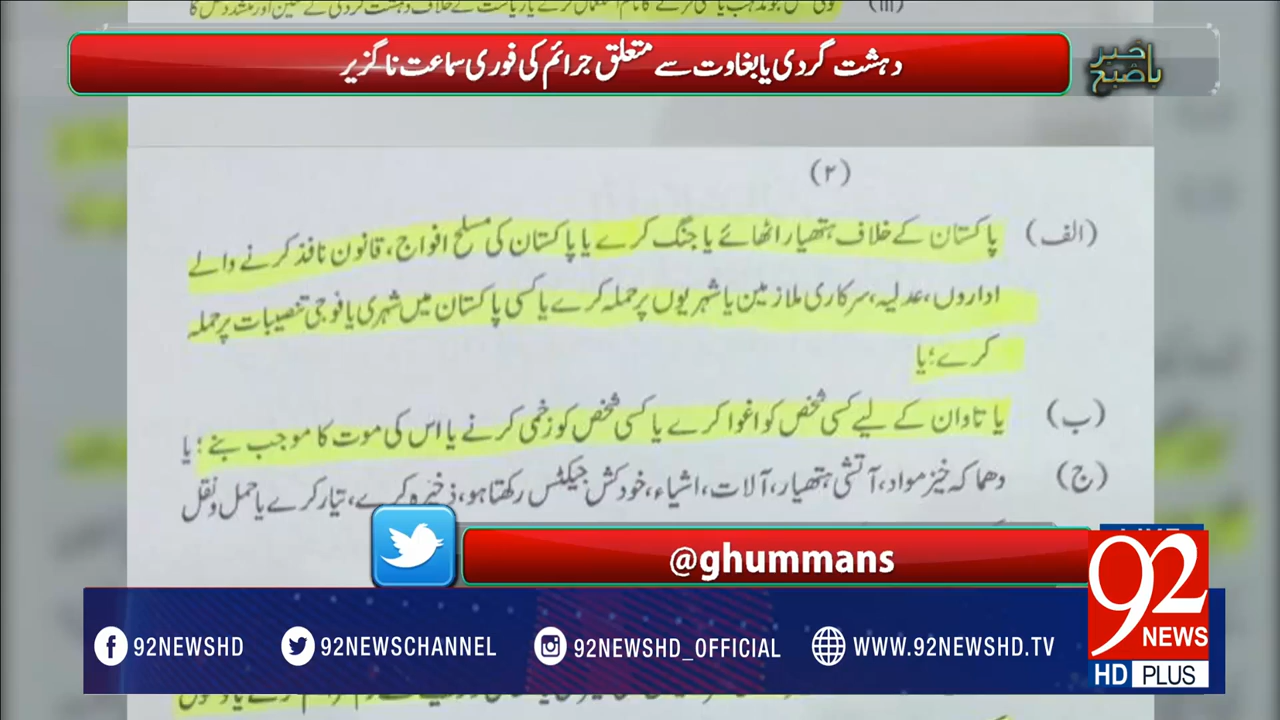 (iii)
دہشت گردی یا بغاوت سے متعلق جرائم کی فوری سماعت ناگزیر
باخبر صبح
(۲)
(الف) پاکستان کے خلاف ہتھیار اٹھائے یا جنگ کرے یا پاکستان کی مسلح افواج، قانون نافذ کرنے والے
اداروں، عدلیہ، سرکاری ملازمین یا شہریوں پر حملہ کرے یا کسی پاکستان میں شہری یا فوجی تنصیبات پر حملہ
کرے؛ یا
(ب) یا تاوان کے لیے کسی شخص کو اغوا کرے یا کسی شخص کو زخمی کرنے یا اس کی موت کا موجب بنے؛ یا
(ج) دھماکہ خیز مواد، آتشی ہتھیار، آلات، اشیاء، خودکش جیکٹس رکھتا ہو، ذخیرہ کرے، تیار کرے یا حمل و نقل
@ghummans
92 NEWS
HD PLUS
92NEWSHD
92NEWSCHANNEL
92NEWSHD_OFFICIAL
WWW.92NEWSHD.TV